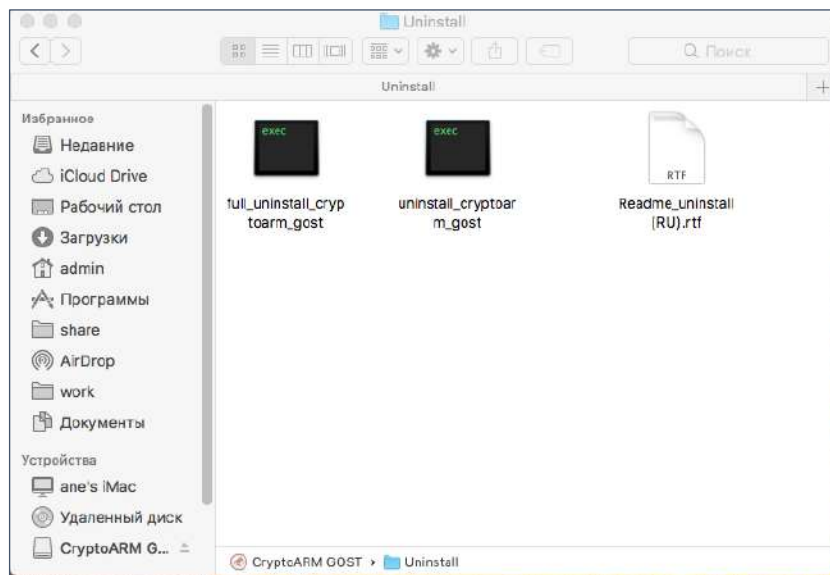 Uninstall
Поиск
Uninstall
+
Избранное
Недавние
iCloud Drive
Рабочий стол
Загрузки
admin
Программы
share
AirDrop
work
Документы
Устройства
ane's iMac
Удаленный диск
CryptoARM G...
exec
full_uninstall_cryp
toarm_gost
exec
uninstall_cryptoar
m_gost
RTF
Readme_uninstall
(RU).rtf
CryptoARM GOST › Uninstall